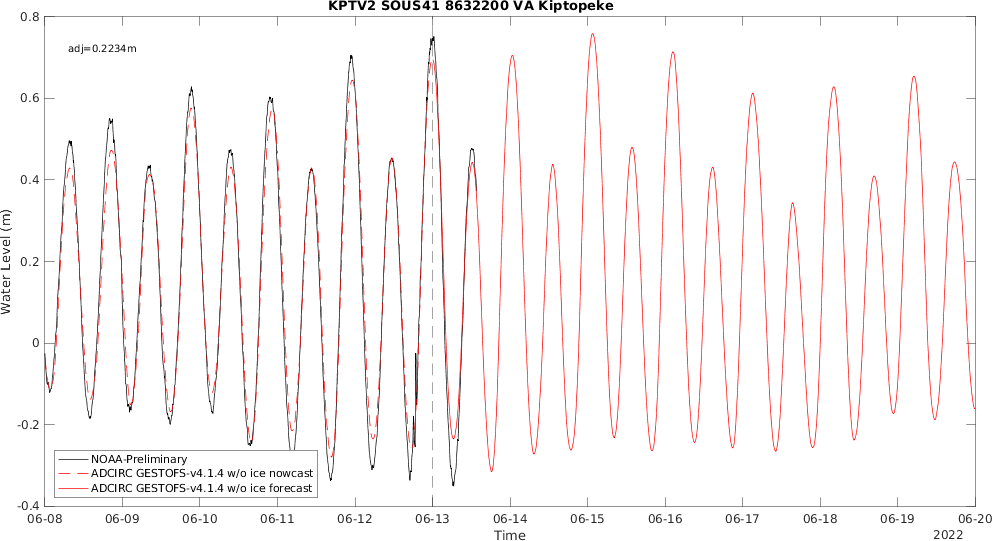 KPTV2 SOUS41 8632200 VA Kiptopeke
adj=0.2234m
0.8
0.6
0.4
0.2
0
-0.2
-0.4
Water Level (m)
NOAA-Preliminary
ADCIRC GESTOFS-v4.1.4 w/o ice nowcast
ADCIRC GESTOFS-v4.1.4 w/o ice forecast
06-08 06-09 06-10 06-11 06-12 06-13 06-14 06-15 06-16 06-17 06-18 06-19 06-20
Time
2022